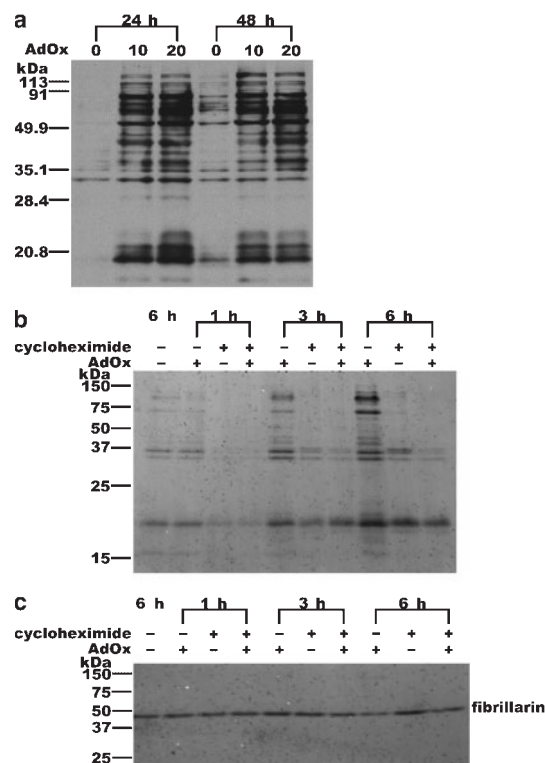 a
24 h 48 h
AdOx 0 10 20 0 10 20
kDa
113
91
49.9
35.1
28.4
20.8
b
6 h 1 h 3 h 6 h
cycloheximide – – + + – + + – + +
AdOx – + – + + – + + – +
kDa
150
75
50
37
25
15
c
6 h 1 h 3 h 6 h
cycloheximide – – + + – + + – + +
AdOx – + – + + – + + – +
kDa
150
75
50
37
25
fibrillarin